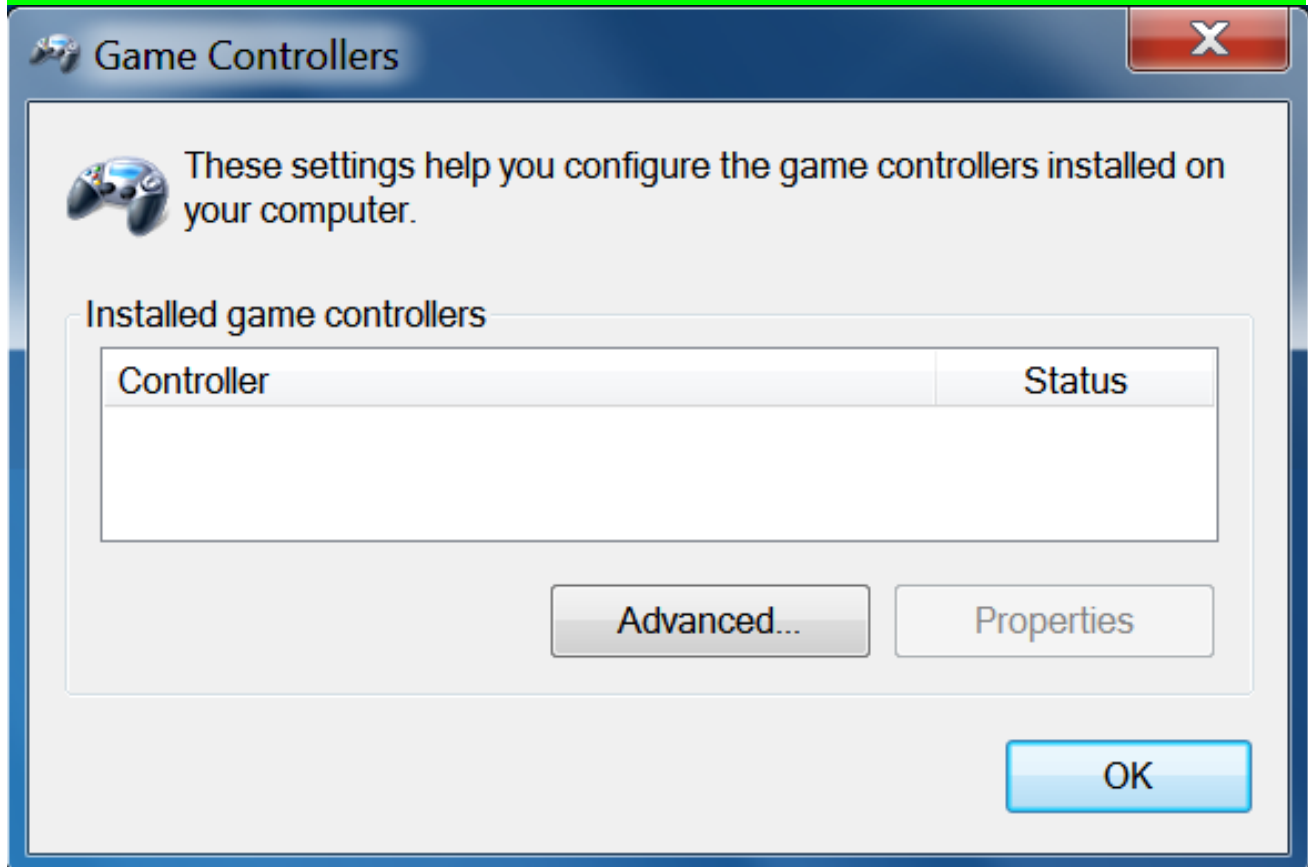 Game Controllers
These settings help you configure the game controllers installed on
your computer.
Installed game controllers
Controller Status
Advanced... Properties
OK